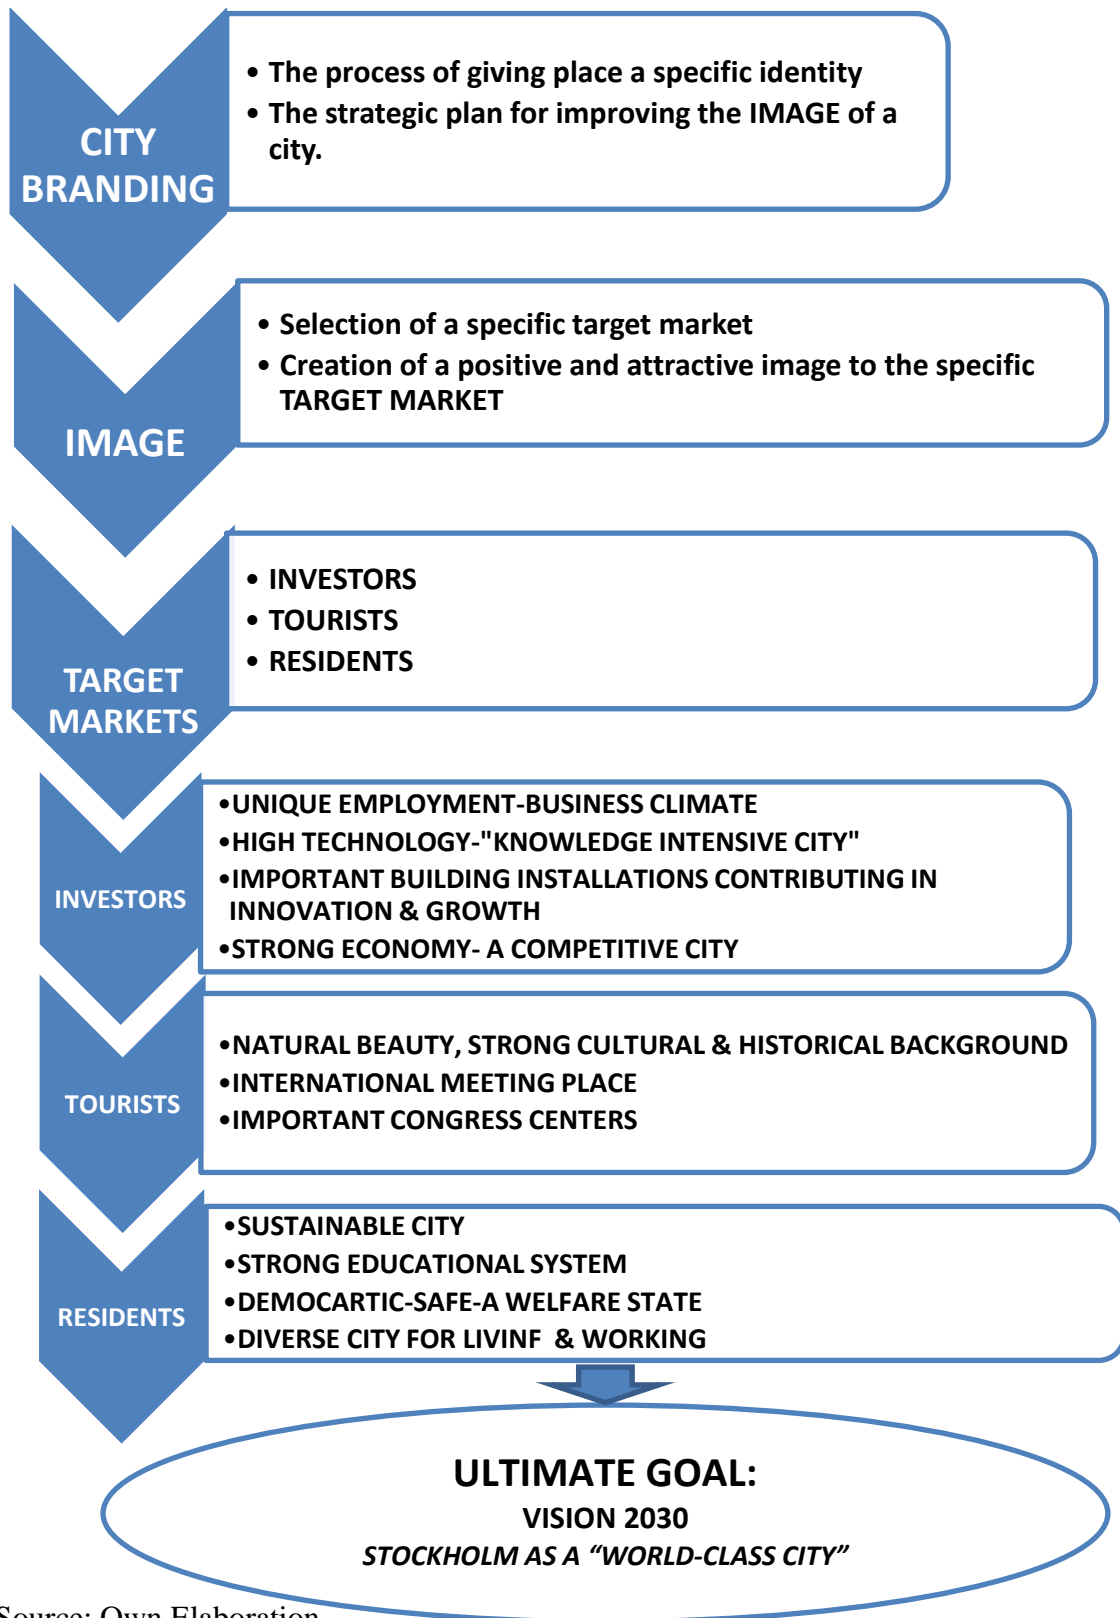 CITY
BRANDING
• The process of giving place a specific identity
• The strategic plan for improving the IMAGE of a
city.
IMAGE
• Selection of a specific target market
• Creation of a positive and attractive image to the specific
TARGET MARKET
TARGET
MARKETS
• INVESTORS
• TOURISTS
• RESIDENTS
INVESTORS
•UNIQUE EMPLOYMENT-BUSINESS CLIMATE
•HIGH TECHNOLOGY-"KNOWLEDGE INTENSIVE CITY"
•IMPORTANT BUILDING INSTALLATIONS CONTRIBUTING IN
INNOVATION & GROWTH
•STRONG ECONOMY- A COMPETITIVE CITY
TOURISTS
•NATURAL BEAUTY, STRONG CULTURAL & HISTORICAL BACKGROUND
•INTERNATIONAL MEETING PLACE
•IMPORTANT CONGRESS CENTERS
RESIDENTS
•SUSTAINABLE CITY
•STRONG EDUCATIONAL SYSTEM
•DEMOCARTIC-SAFE-A WELFARE STATE
•DIVERSE CITY FOR LIVINF & WORKING
ULTIMATE GOAL:
VISION 2030
STOCKHOLM AS A “WORLD-CLASS CITY”
Source: Own Elaboration